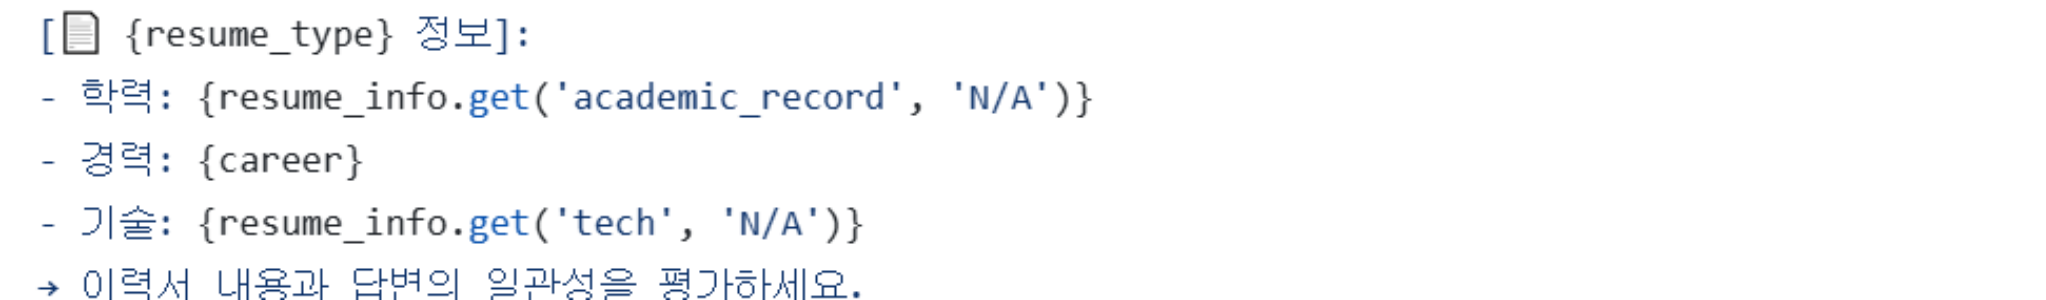 [📄 {resume_type} 정보]:
- 학력: {resume_info.get('academic_record', 'N/A')}
- 경력: {career}
- 기술: {resume_info.get('tech', 'N/A')}
→ 이력서 내용과 답변의 일관성을 평가하세요.